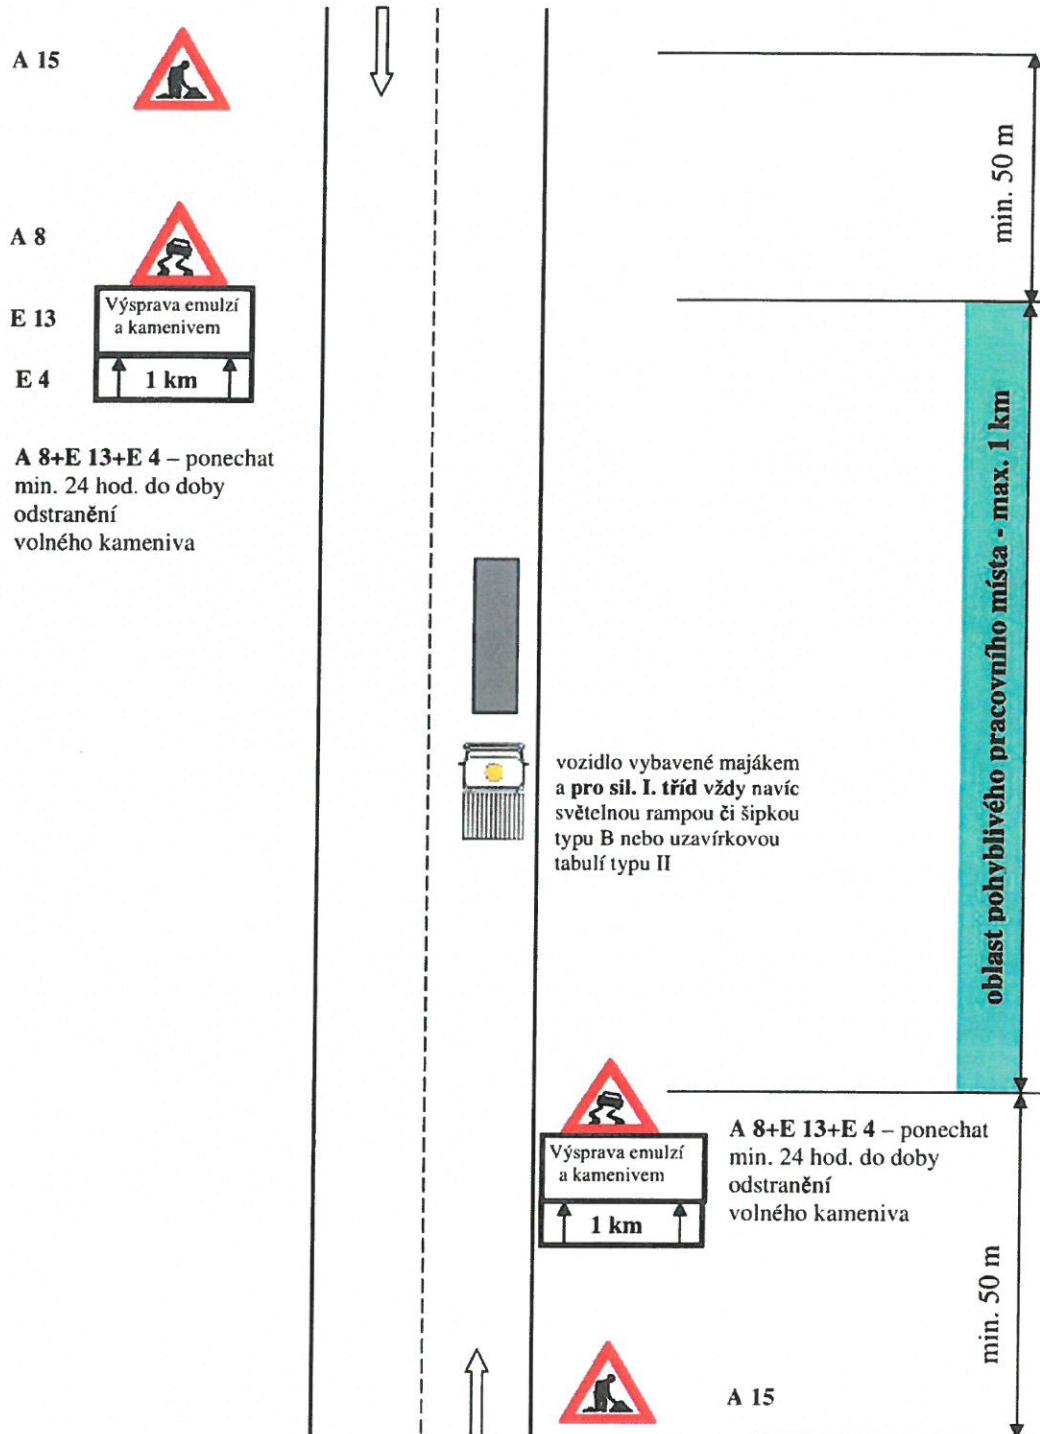 A 15
min. 50 m
A 8
E 13
Výsprava emulzí
a kamenivem
E 4
1 km
A 8+E 13+E 4 – ponechat
min. 24 hod. do doby
odstranění
volného kameniva
oblast pohyblivého pracovního místa - max. 1 km
vozidlo vybavené majákem
a pro sil. I. tříd vždy navíc
světelnou rampou či šipkou
typu B nebo uzavírkovou
tabulí typu II
Výsprava emulzí
a kamenivem
1 km
A 8+E 13+E 4 – ponechat
min. 24 hod. do doby
odstranění
volného kameniva
min. 50 m
A 15